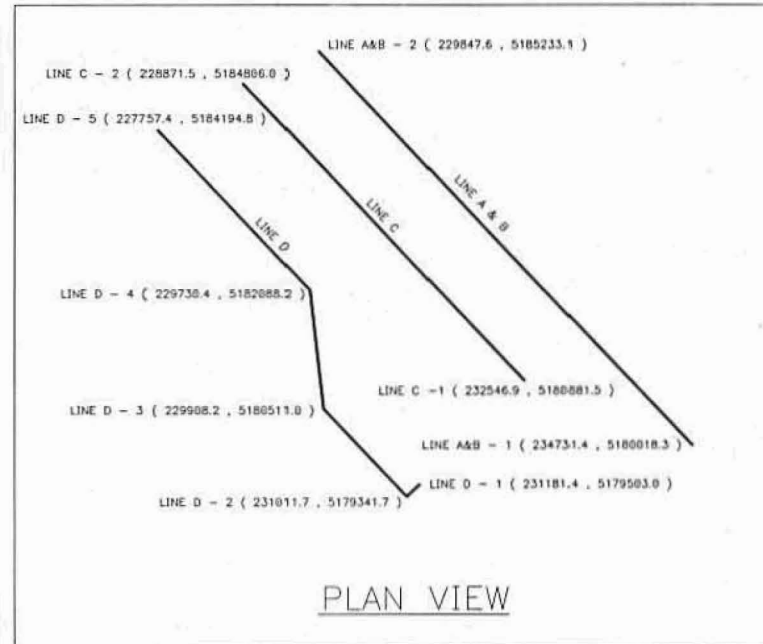 LINE A&B - 2 ( 229847.6 , 5185233.1 )
LINE C - 2 ( 228871.5 , 5184806.0 )
LINE D - 5 ( 227757.4 , 5184194.8 )
LINE A & B
LINE C
LINE D
LINE D - 4 ( 229730.4 , 5182088.2 )
LINE C -1 ( 232546.9 , 5180881.5 )
LINE D - 3 ( 229908.2 , 5180511.0 )
LINE A&B - 1 ( 234731.4 , 5180018.3 )
LINE D - 1 ( 231181.4 , 5179503.0 )
LINE D - 2 ( 231011.7 , 5179341.7 )
PLAN VIEW